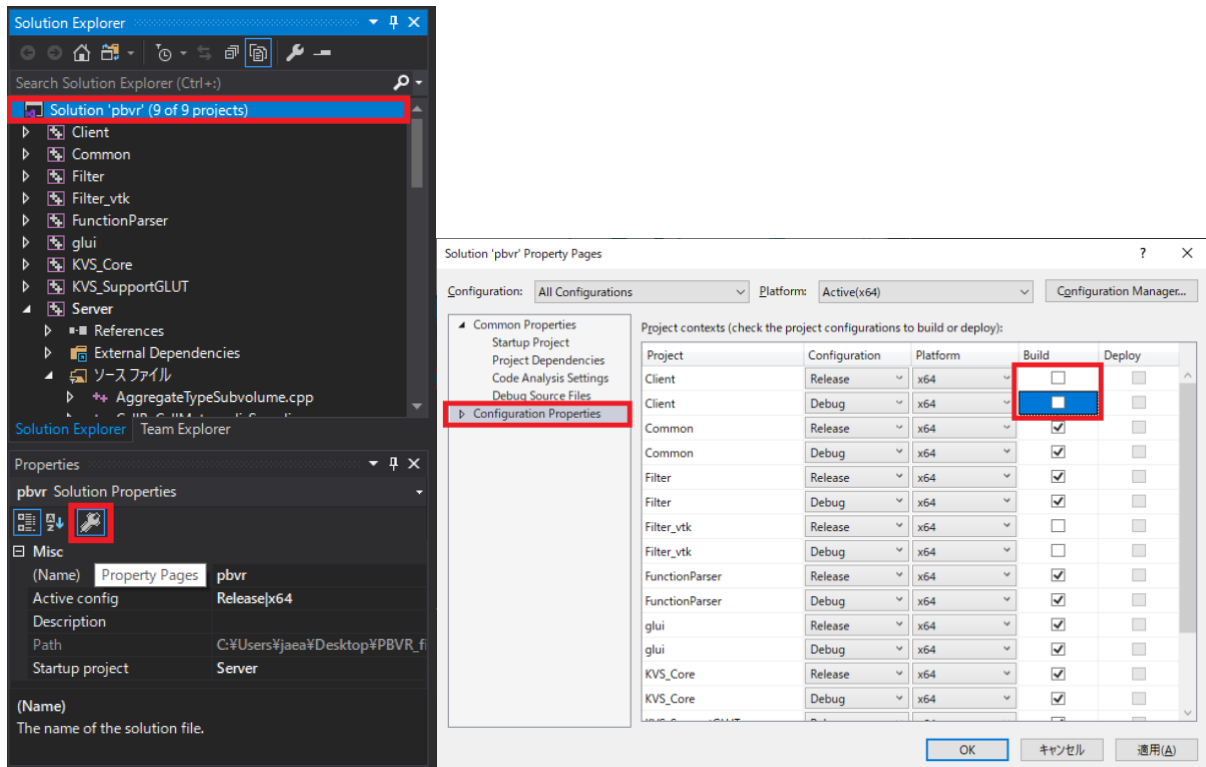 Solution Explorer
Search Solution Explorer (Ctrl+:)
Solution 'pbvr' (9 of 9 projects)
Client
Common
Filter
Filter_vtk
FunctionParser
glui
KVS_Core
KVS_SupportGLUT
Server
References
External Dependencies
ソース ファイル
AggregateTypeSubvolume.cpp
Solution Explorer Team Explorer
Properties
pbvr Solution Properties
Misc
(Name) Property Pages pbvr
Active config Release|x64
Description
Path C:¥Users¥jaea¥Desktop¥PBVR_fi
Startup project Server
(Name)
The name of the solution file.
Solution 'pbvr' Property Pages ?
Configuration: All Configurations Platform: Active(x64) Configuration Manager...
Common Properties
Startup Project
Project Dependencies
Code Analysis Settings
Debug Source Files
Configuration Properties
Project contexts (check the project configurations to build or deploy):
Project Configuration Platform Build Deploy
Client Release x64
Client Debug x64
Common Release x64
Common Debug x64
Filter Release x64
Filter Debug x64
Filter_vtk Release x64
Filter_vtk Debug x64
FunctionParser Release x64
FunctionParser Debug x64
glui Release x64
glui Debug x64
KVS_Core Release x64
KVS_Core Debug x64
OK キャンセル 適用(A)